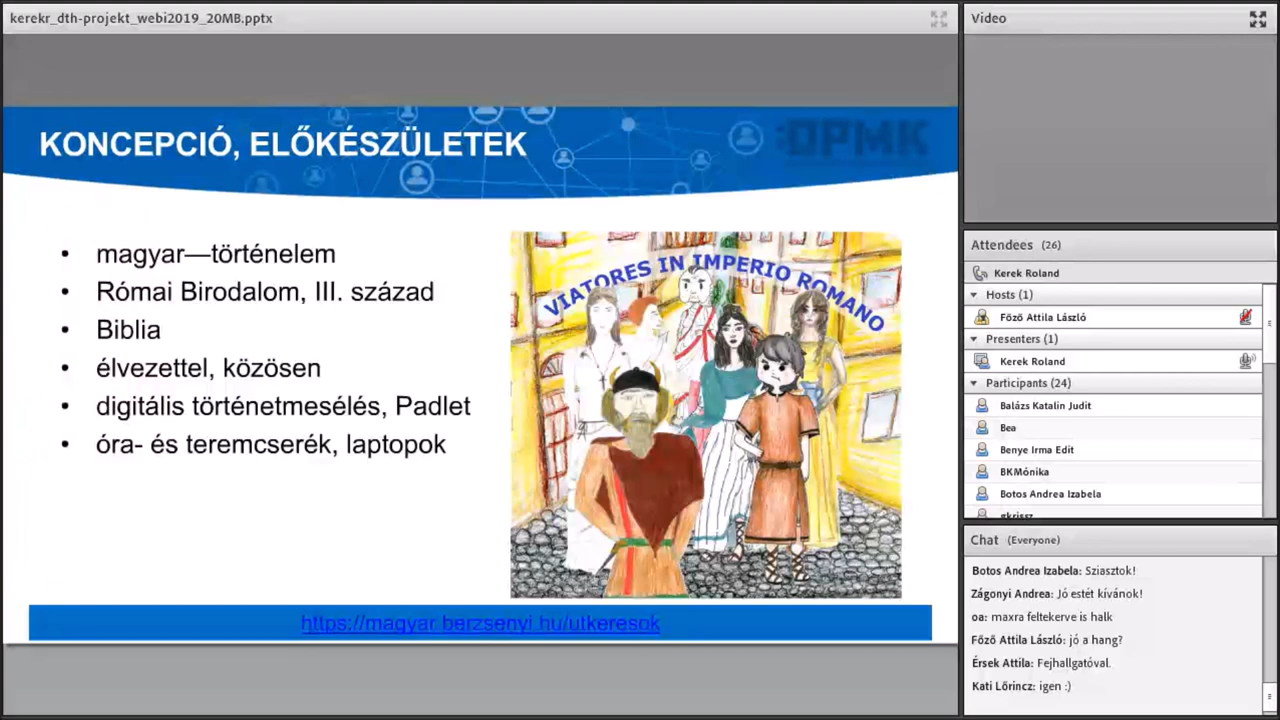 kerekr_dth-projekt_webi2019_20MB.pptx
KONCEPCIÓ, ELŐKÉSZÜLETEK
:OPMK
• magyar—történelem
• Római Birodalom, III. század
• Biblia
• élvezettel, közösen
• digitális történetmesélés, Padlet
• óra- és teremcserék, laptopok
VIATORES IN IMPERIO ROMANO
https://magyar.berzsenyi.hu/utkeresok
Video
Attendees (26)
Kerek Roland
Hosts (1)
Főző Attila László
Presenters (1)
Kerek Roland
Participants (24)
Balázs Katalin Judit
Bea
Benye Irma Edit
BKMónika
Botos Andrea Izabela
gkrissz
Chat (Everyone)
Botos Andrea Izabela: Sziasztok!
Zágonyi Andrea: Jó estét kívánok!
oa: maxra feltekerve is halk
Főző Attila László: jó a hang?
Érsek Attila: Fejhallgatóval.
Kati Lőrincz: igen :)